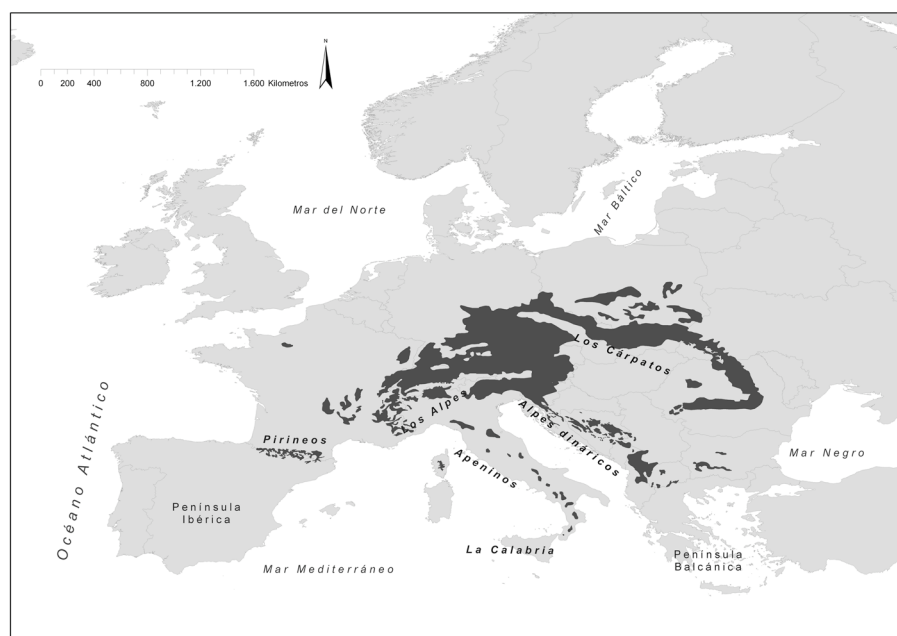 N
0 200 400 800 1.200 1.600 Kilometros
Mar del Norte
Mar Báltico
Los Cárpatos
Los Alpes
Alpes dináricos
Pirineos
Apeninos
Mar Negro
Océano Atlántico
Península
Ibérica
La Calabria
Península
Balcánica
Mar Mediterráneo